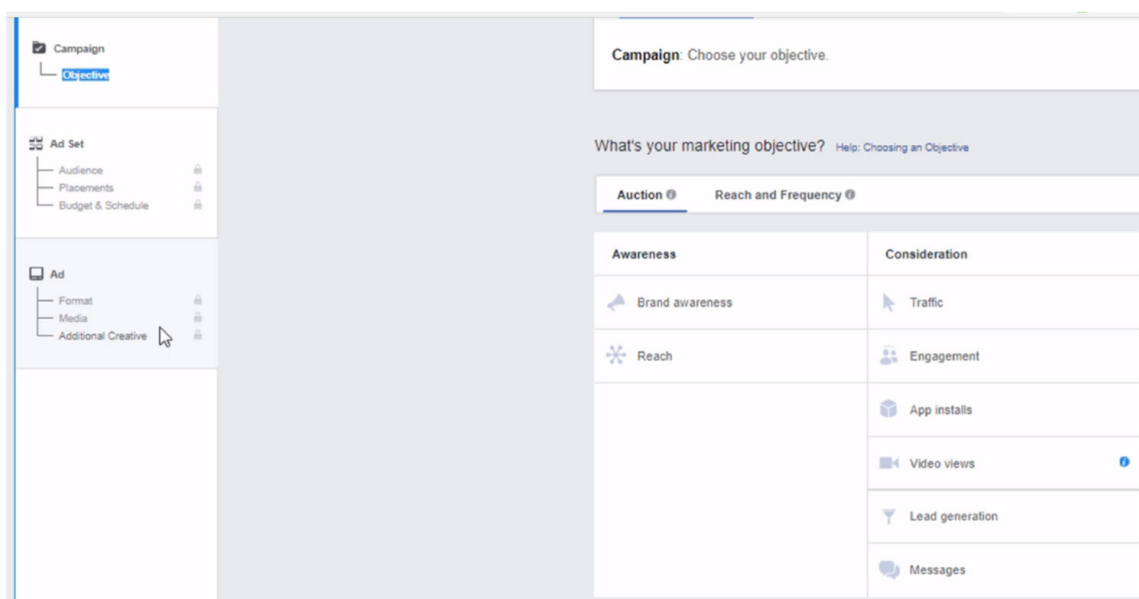 Campaign
Objective
Ad Set
Audience
Placements
Budget & Schedule
Ad
Format
Media
Additional Creative
Campaign: Choose your objective.
What's your marketing objective? Help: Choosing an Objective
Auction Reach and Frequency
Awareness
Brand awareness
Reach
Consideration
Traffic
Engagement
App installs
Video views
Lead generation
Messages